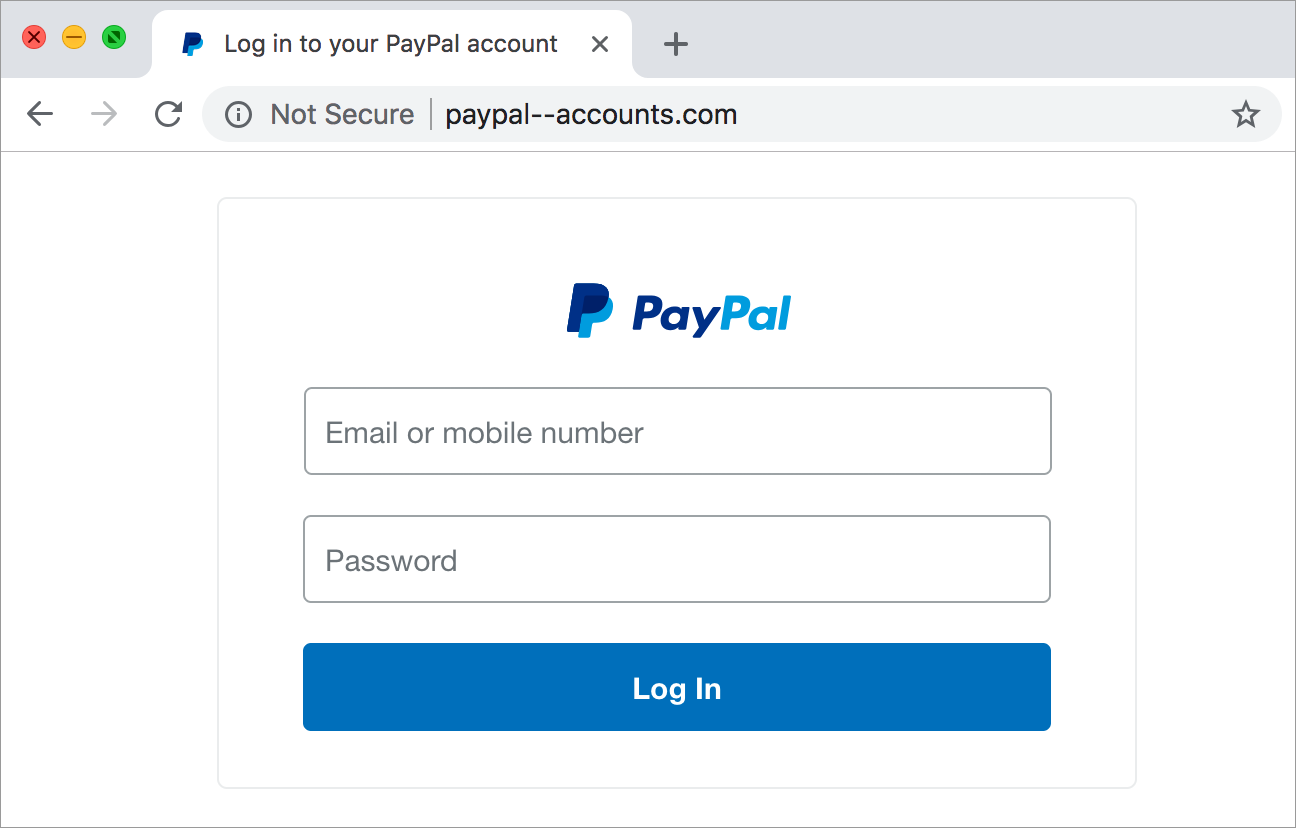 Log in to your PayPal account
Not Secure | paypal--accounts.com
PayPal
Email or mobile number
Password
Log In